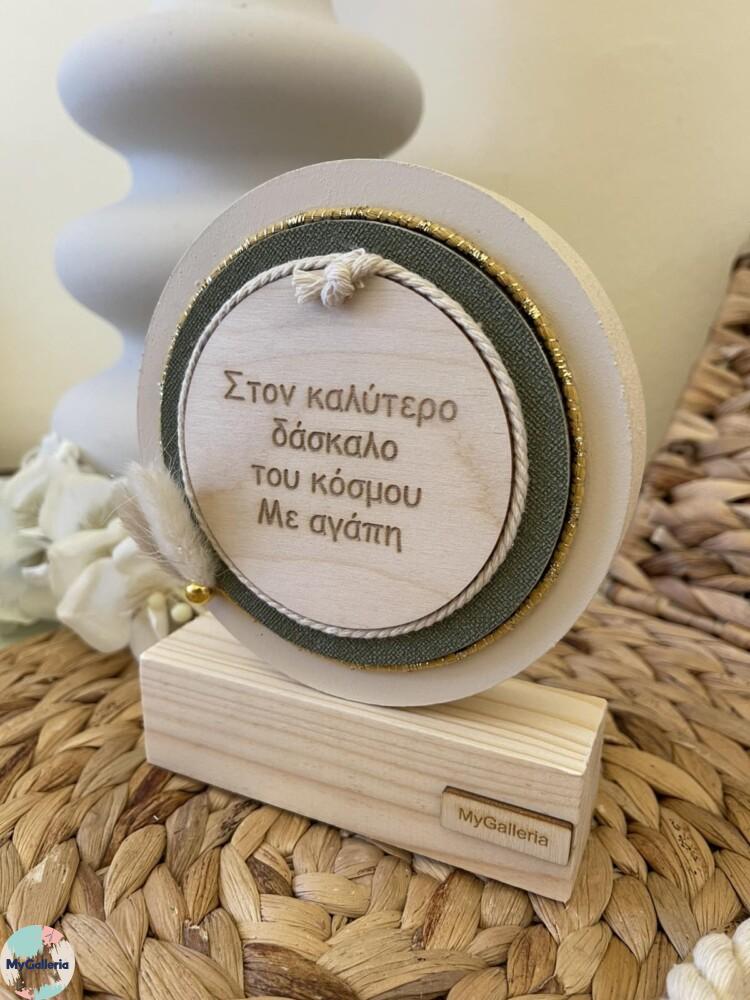 Στον καλύτερο
δάσκαλο
του κόσμου
Με αγάπη
MyGalleria
MyGalleria